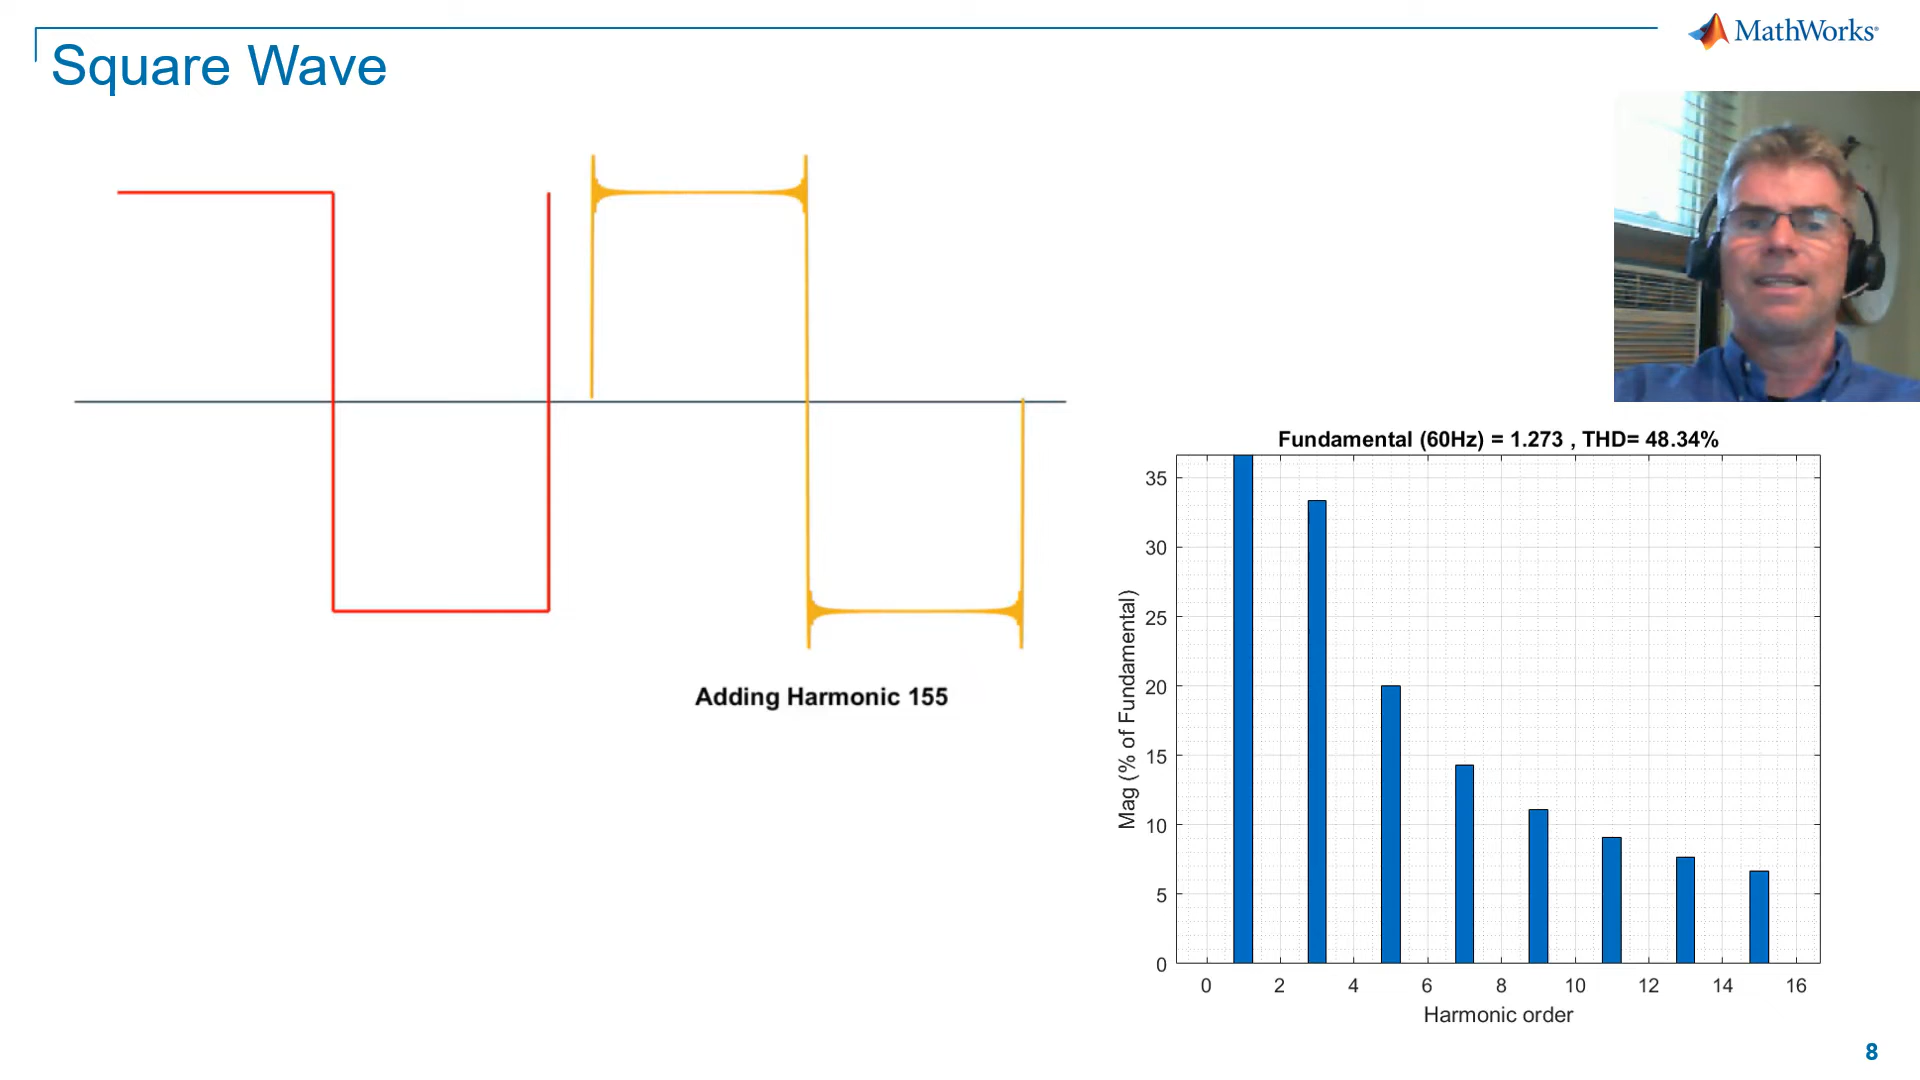 Square Wave
MathWorks®
Adding Harmonic 155
Fundamental (60Hz) = 1.273 , THD= 48.34%
Mag (% of Fundamental)
35
30
25
20
15
10
5
0
0 2 4 6 8 10 12 14 16
Harmonic order
8